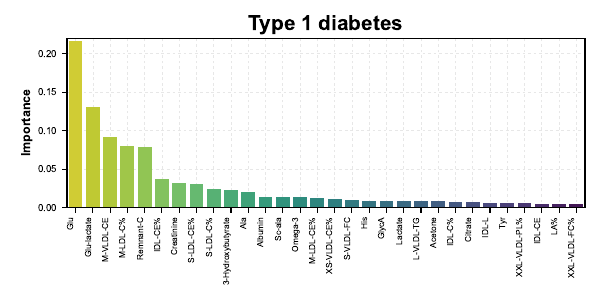 Type 1 diabetes
Importance
0.20
0.15
0.10
0.05
0.00
Glu
Glu-lactate
M-VLDL-CE
M-LDL-C%
Remnant-C
IDL-CE%
Creatinine
S-LDL-CE%
S-LDL-C%
3-Hydroxybutyrate
Ala
Albumin
Sc-ala
Omega-3
M-LDL-CE%
XS-VLDL-CE%
S-VLDL-FC
His
GlycA
Lactate
L-VLDL-TG
Acetone
IDL-C%
Citrate
IDL-L
Tyr
XXL-VLDL-PL%
IDL-CE
LA%
XXL-VLDL-FC%